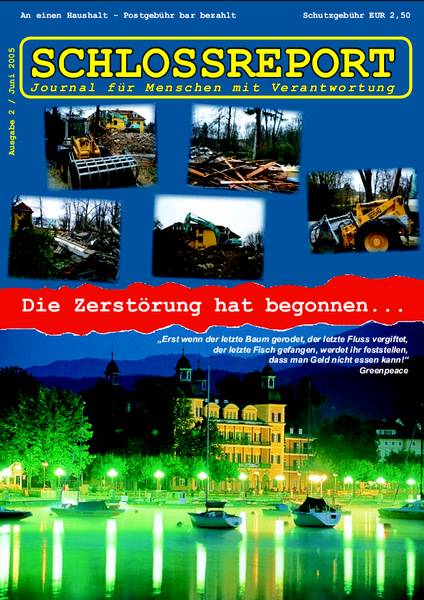 An einen Haushalt - Postgebühr bar bezahlt
Schutzgebühr EUR 2,50
Ausgabe 2 / Juni 2005
SCHLOSSREPORT
Journal für Menschen mit Verantwortung
Die Zerstörung hat begonnen...
„Erst wenn der letzte Baum gerodet, der letzte Fluss vergiftet,
der letzte Fisch gefangen, werdet ihr feststellen,
dass man Geld nicht essen kann!“
Greenpeace